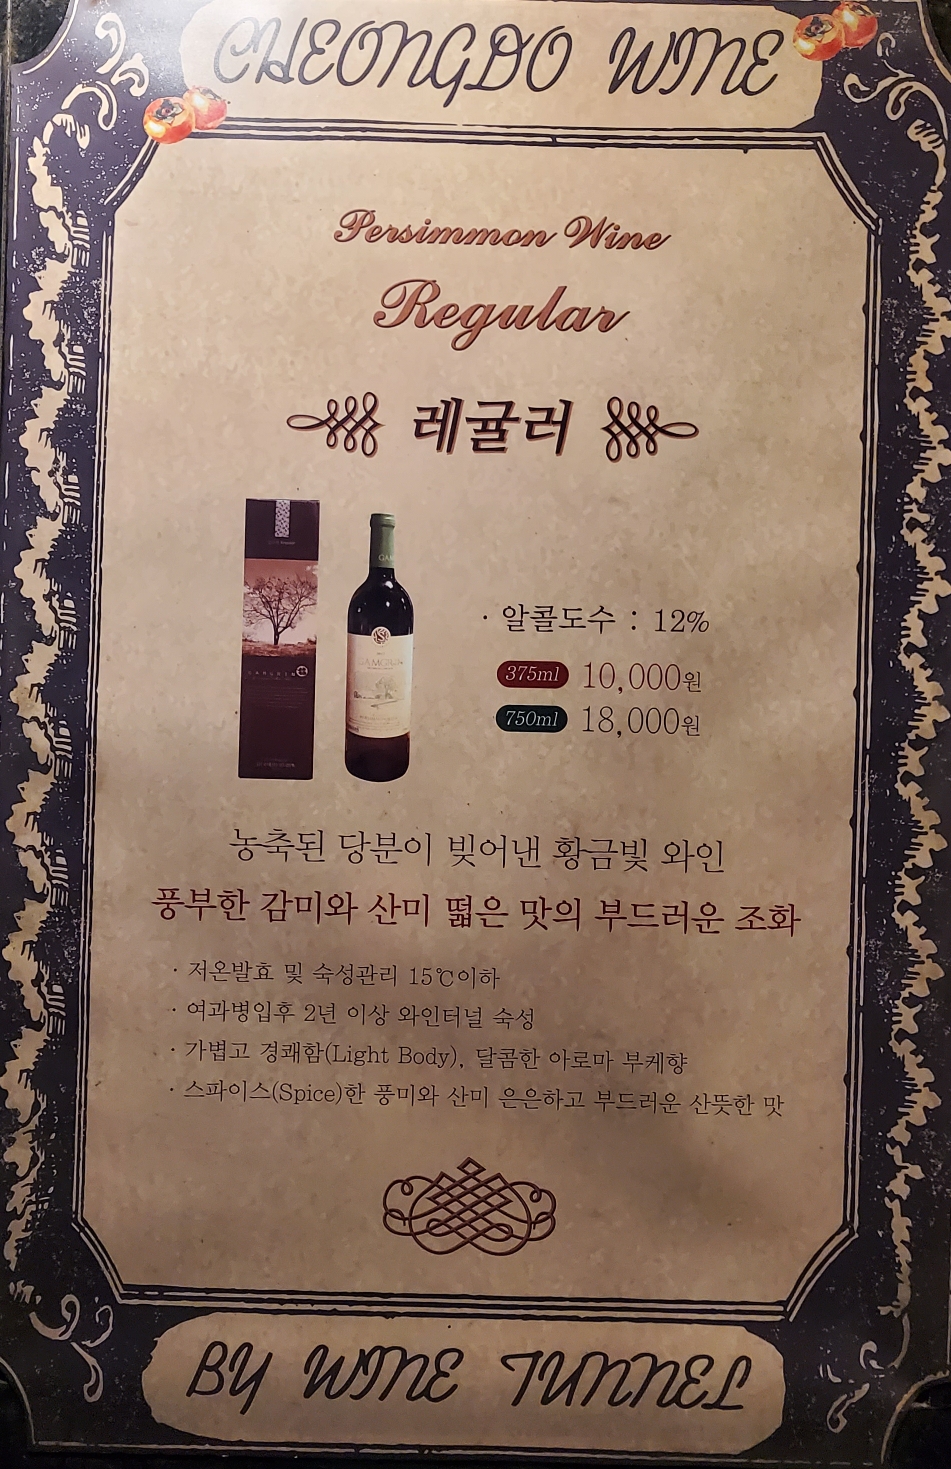 CHEONGDO WINE
Persimmon Wine
Regular
레귤러
· 알콜도수 : 12%
375ml 10,000원
750ml 18,000원
농축된 당분이 빚어낸 황금빛 와인
풍부한 감미와 산미 떫은 맛의 부드러운 조화
· 저온발효 및 숙성관리 15℃이하
· 여과병입후 2년 이상 와인터널 숙성
· 가볍고 경쾌함(Light Body), 달콤한 아로마 부케향
· 스파이스(Spice)한 풍미와 산미 은은하고 부드러운 산뜻한 맛
BY WINE TUNNEL